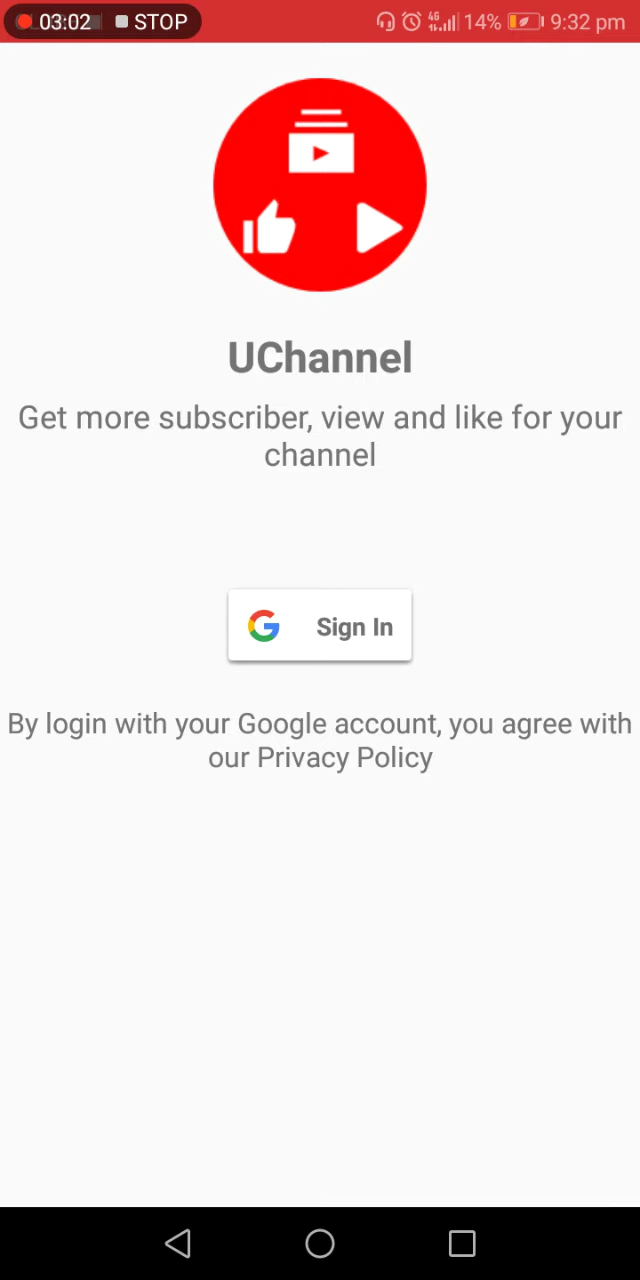 03:02 STOP 4G 14% 9:32 pm
UChannel
Get more subscriber, view and like for your
channel
Sign In
By login with your Google account, you agree with
our Privacy Policy